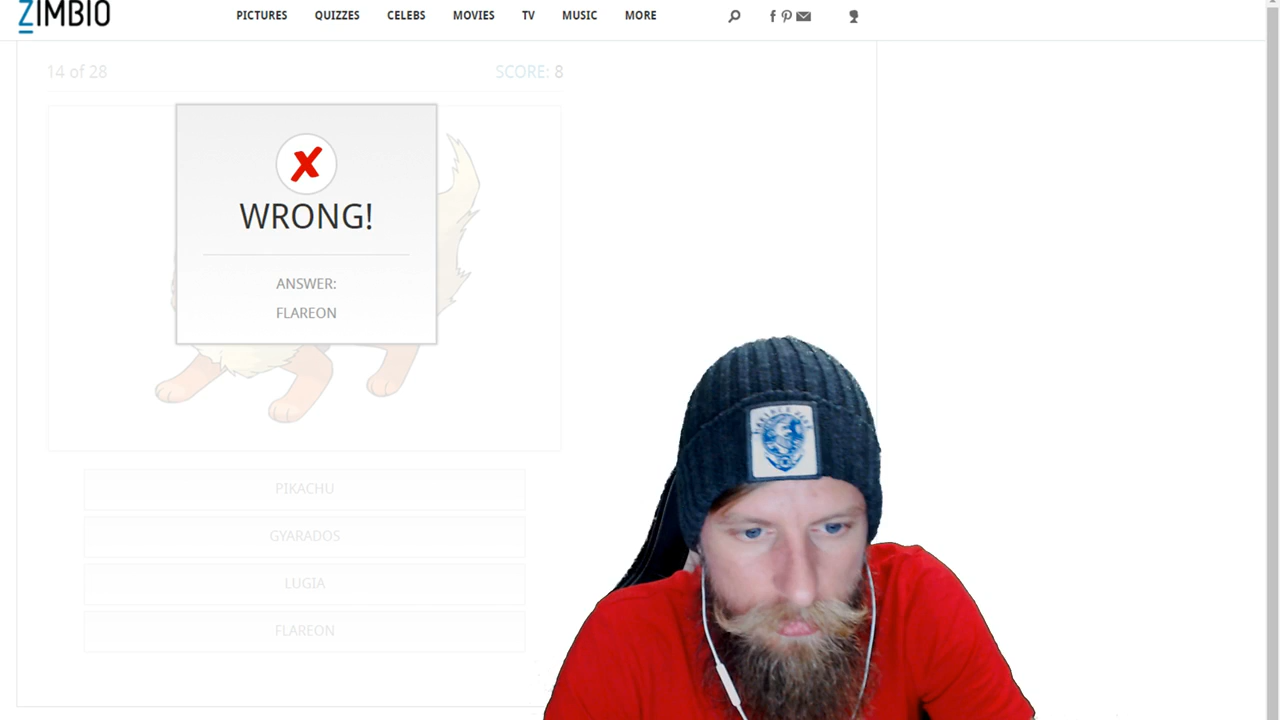 ZIMBIO
PICTURES QUIZZES CELEBS MOVIES TV MUSIC MORE
14 of 28
SCORE: 8
WRONG!
ANSWER:
FLAREON
PIKACHU
GYARADOS
LUGIA
FLAREON